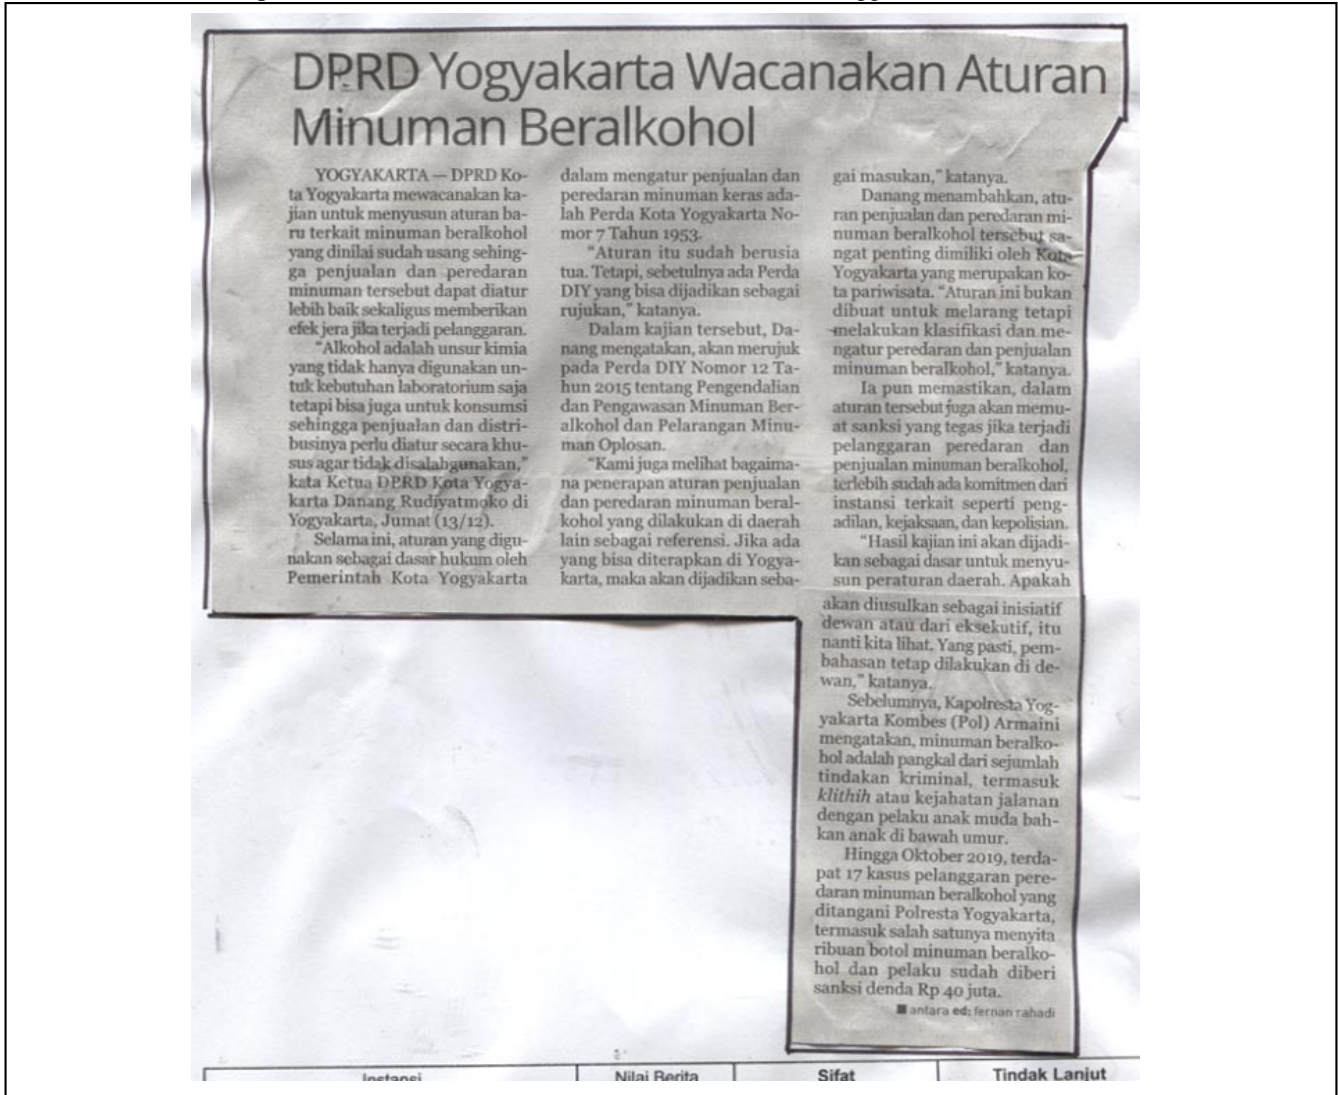 DPRD Yogyakarta Wacanakan Aturan
Minuman Beralkohol
YOGYAKARTA — DPRD Ko-
ta Yogyakarta mewacanakan ka-
jian untuk menyusun aturan ba-
ru terkait minuman beralkohol
yang dinilai sudah usang sehing-
ga penjualan dan peredaran
minuman tersebut dapat diatur
lebih baik sekaligus memberikan
efek jera jika terjadi pelanggaran.
"Alkohol adalah unsur kimia
yang tidak hanya digunakan un-
tuk kebutuhan laboratorium saja
tetapi bisa juga untuk konsumsi
sehingga penjualan dan distri-
businya perlu diatur secara khu-
sus agar tidak disalahgunakan,"
kata Ketua DPRD Kota Yogya-
karta Danang Rudiyatmoko di
Yogyakarta, Jumat (13/12).
Selama ini, aturan yang digu-
nakan sebagai dasar hukum oleh
Pemerintah Kota Yogyakarta
dalam mengatur penjualan dan
peredaran minuman keras ada-
lah Perda Kota Yogyakarta No-
mor 7 Tahun 1953.
"Aturan itu sudah berusia
tua. Tetapi, sebetulnya ada Perda
DIY yang bisa dijadikan sebagai
rujukan," katanya.
Dalam kajian tersebut, Da-
nang mengatakan, akan merujuk
pada Perda DIY Nomor 12 Ta-
hun 2015 tentang Pengendalian
dan Pengawasan Minuman Ber-
alkohol dan Pelarangan Minu-
man Oplosan.
"Kami juga melihat bagaima-
na penerapan aturan penjualan
dan peredaran minuman beral-
kohol yang dilakukan di daerah
lain sebagai referensi. Jika ada
yang bisa diterapkan di Yogya-
karta, maka akan dijadikan seba-
gai masukan," katanya.
Danang menambahkan, atu-
ran penjualan dan peredaran mi-
numan beralkohol tersebut sa-
ngat penting dimiliki oleh Kota
Yogyakarta yang merupakan ko-
ta pariwisata. "Aturan ini bukan
dibuat untuk melarang tetapi
melakukan klasifikasi dan me-
ngatur peredaran dan penjualan
minuman beralkohol," katanya.
Ia pun memastikan, dalam
aturan tersebut juga akan memu-
at sanksi yang tegas jika terjadi
pelanggaran peredaran dan
penjualan minuman beralkohol,
terlebih sudah ada komitmen dari
instansi terkait seperti peng-
adilan, kejaksaan, dan kepolisian.
"Hasil kajian ini akan dijadi-
kan sebagai dasar untuk menyu-
sun peraturan daerah. Apakah
akan diusulkan sebagai inisiatif
dewan atau dari eksekutif, itu
nanti kita lihat. Yang pasti, pem-
bahasan tetap dilakukan di de-
wan," katanya.
Sebelumnya, Kapolresta Yog-
yakarta Kombes (Pol) Armaini
mengatakan, minuman beralko-
hol adalah pangkal dari sejumlah
tindakan kriminal, termasuk
klithih atau kejahatan jalanan
dengan pelaku anak muda bah-
kan anak di bawah umur.
Hingga Oktober 2019, terda-
pat 17 kasus pelanggaran pere-
daran minuman beralkohol yang
ditangani Polresta Yogyakarta,
termasuk salah satunya menyita
ribuan botol minuman beralko-
hol dan pelaku sudah diberi
sanksi denda Rp 40 juta.
■ antara ed: fernan rahadi
Instansi Nilai Berita Sifat Tindak Lanjut